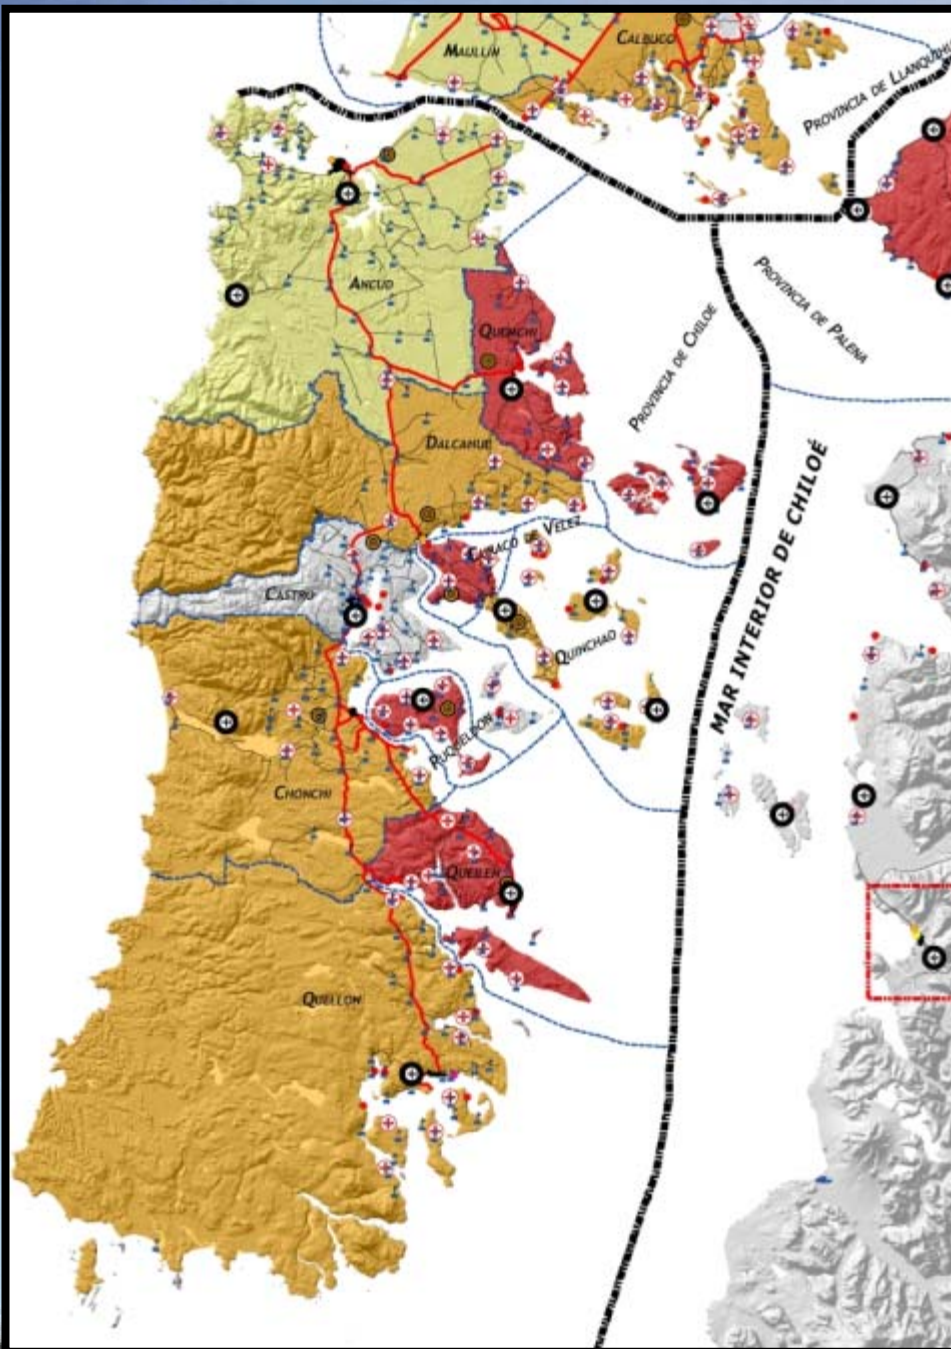 MAULLIN
CALBUCO
PROVINCIA DE LLANQUIHU
ANCUD
QUEMCHI
PROVINCIA DE CHILOE
PROVINCIA DE PALENA
DALCAHUE
MAR INTERIOR DE CHILOÉ
CURACO DE VELEZ
CASTRO
QUINCHAO
PUQUELDON
CHONCHI
QUEILEN
QUELLON